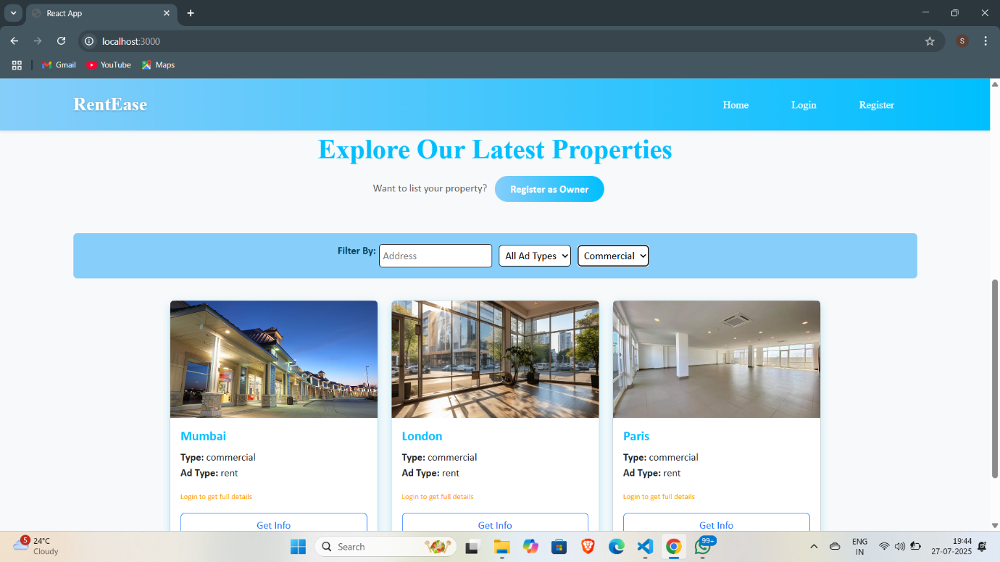 React App
localhost:3000
S
Gmail YouTube Maps
RentEase Home Login Register
Explore Our Latest Properties
Want to list your property? Register as Owner
Filter By: Address All Ad Types Commercial
Mumbai
Type: commercial
Ad Type: rent
Login to get full details
Get Info
London
Type: commercial
Ad Type: rent
Login to get full details
Get Info
Paris
Type: commercial
Ad Type: rent
Login to get full details
Get Info
5
24°C
Cloudy
Search
99+
ENG
IN
19:44
27-07-2025